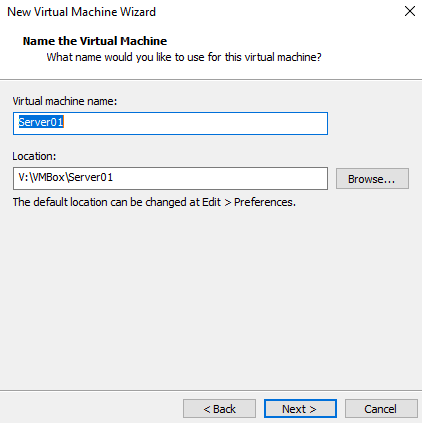 New Virtual Machine Wizard
Name the Virtual Machine
What name would you like to use for this virtual machine?
Virtual machine name:
Server01
Location:
V:\VMBox\Server01
Browse...
The default location can be changed at Edit > Preferences.
< Back
Next >
Cancel